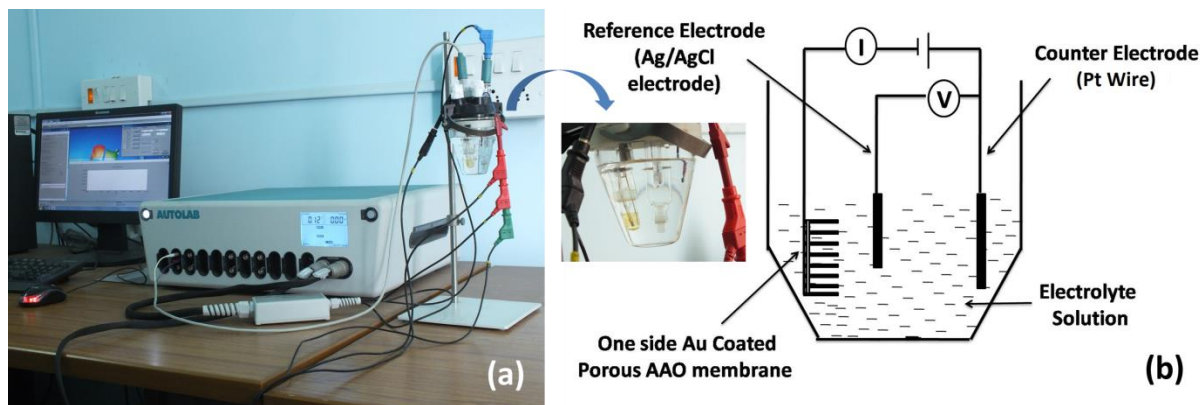 AUTOLAB
(a)
Reference Electrode
(Ag/AgCl
electrode)
I
V
Counter Electrode
(Pt Wire)
Electrolyte
Solution
One side Au Coated
Porous AAO membrane
(b)